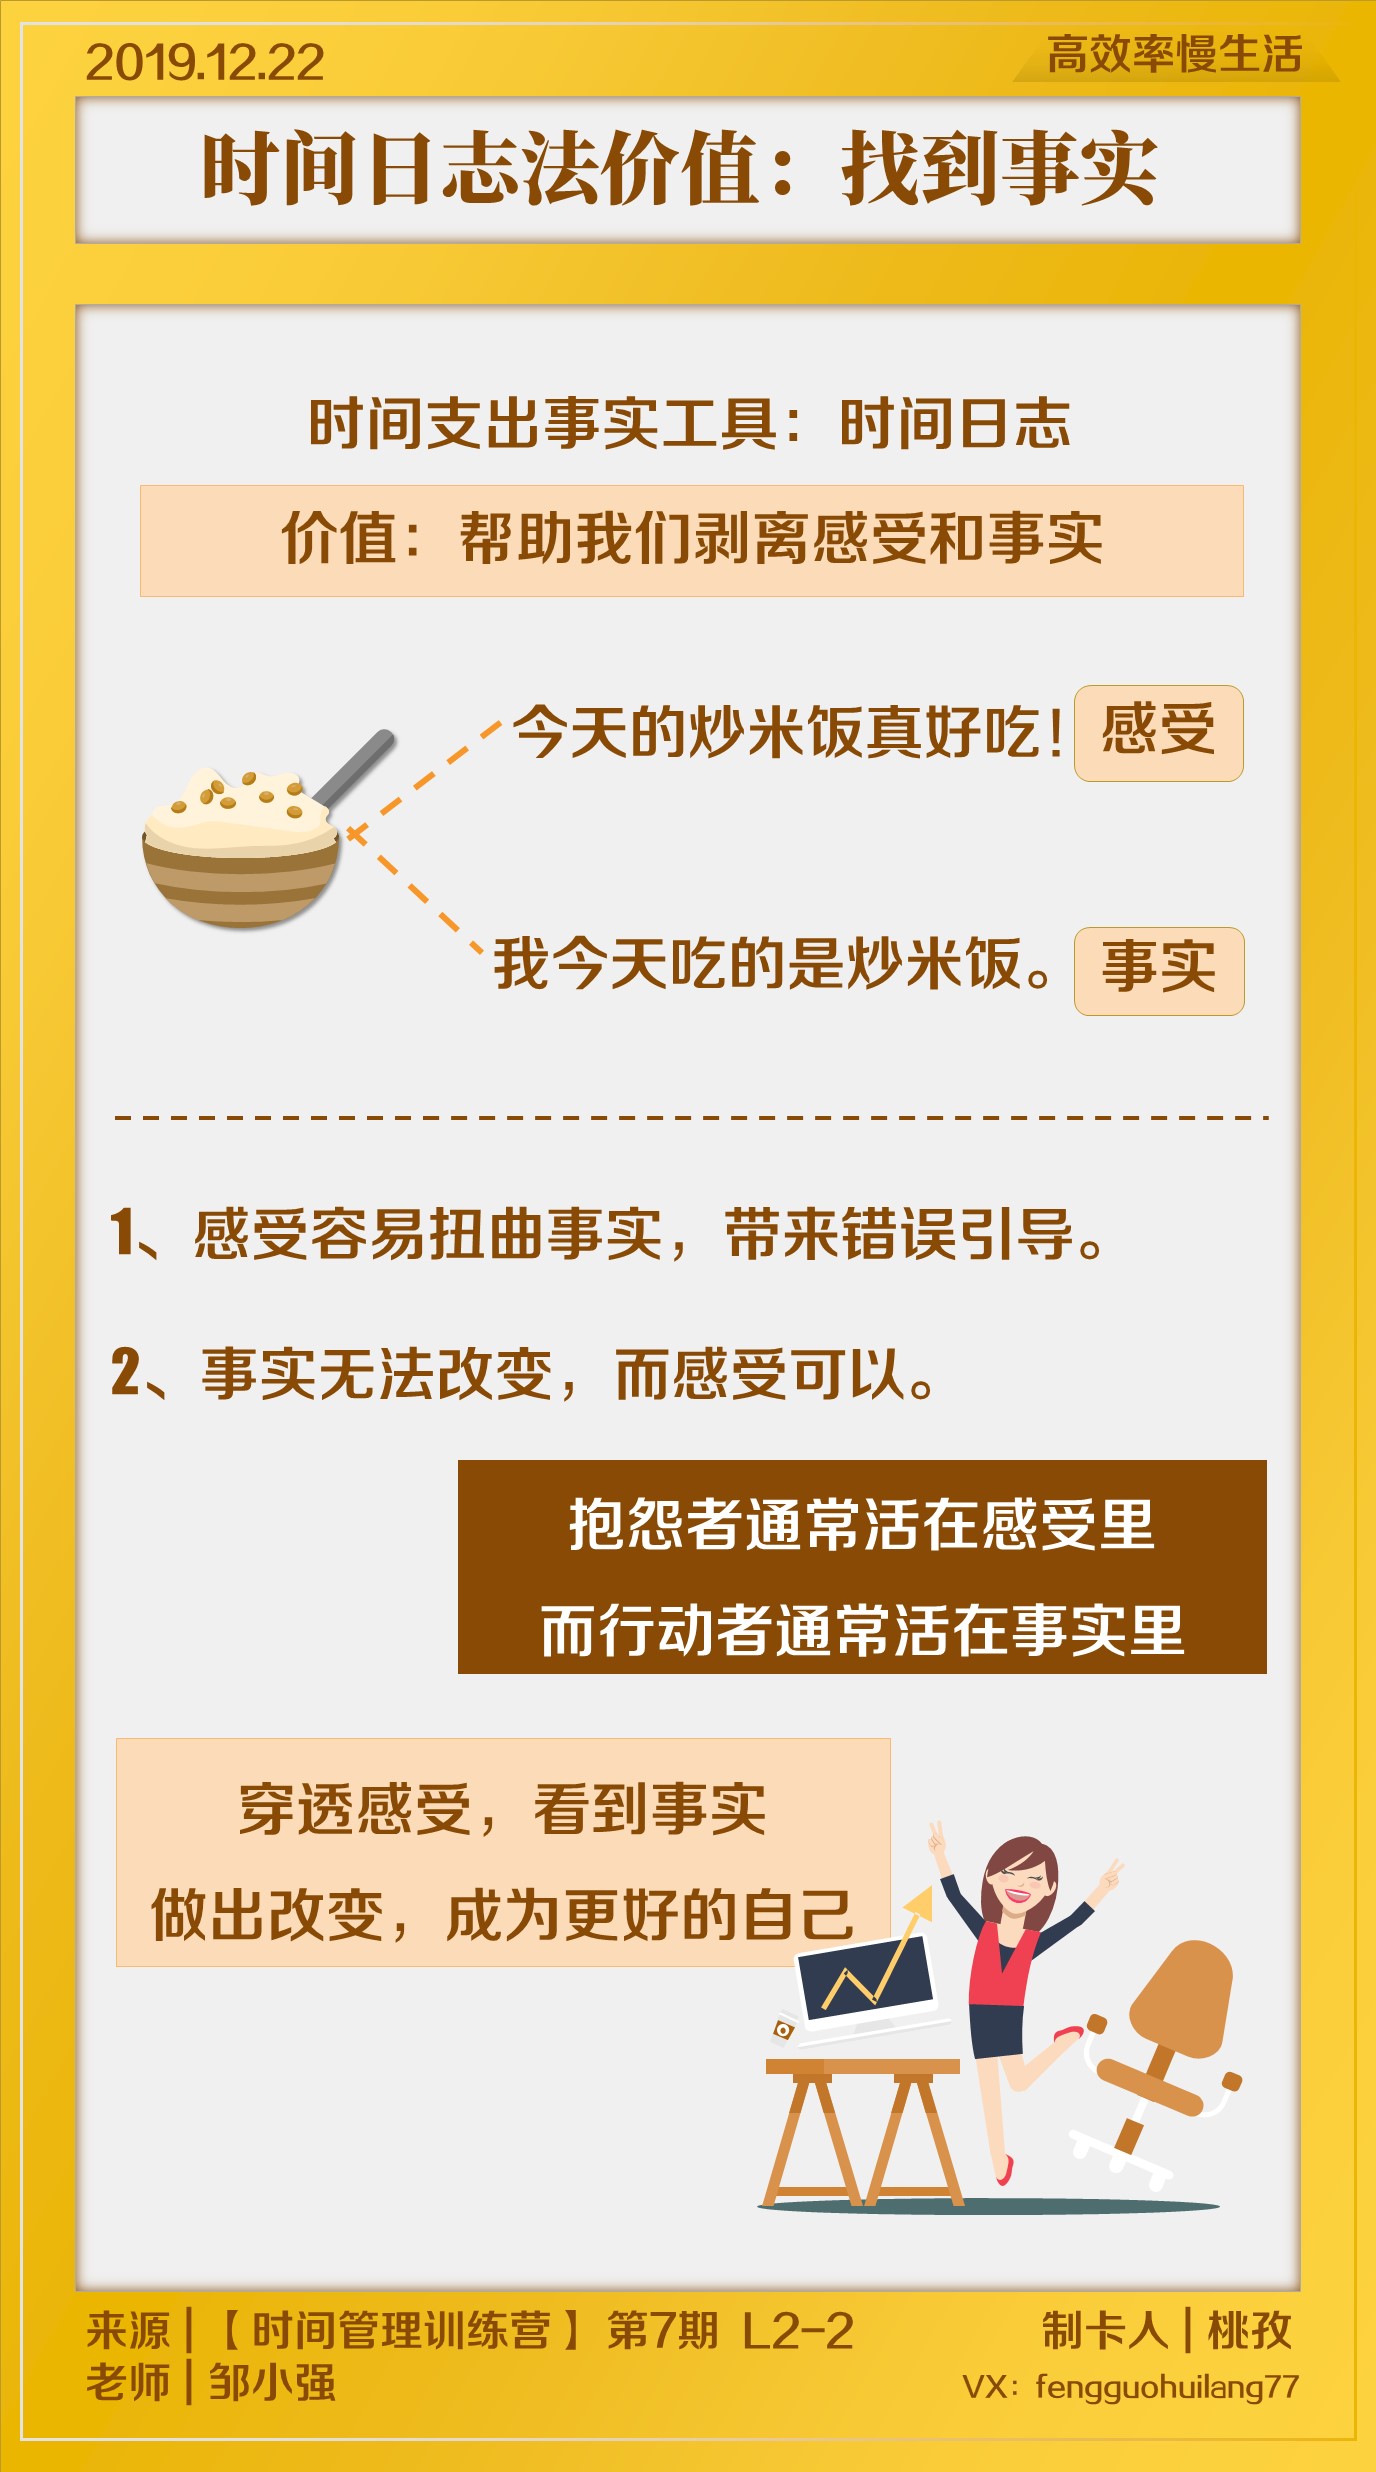 2019.12.22
高效率慢生活
时间日志法价值：找到事实
时间支出事实工具：时间日志
价值：帮助我们剥离感受和事实
今天的炒米饭真好吃！
感受
我今天吃的是炒米饭。
事实
1、感受容易扭曲事实，带来错误引导。
2、事实无法改变，而感受可以。
抱怨者通常活在感受里
而行动者通常活在事实里
穿透感受，看到事实
做出改变，成为更好的自己
来源|【时间管理训练营】第7期 L2-2
制卡人|桃孜
老师|邹小强
VX：fengguohuilang77